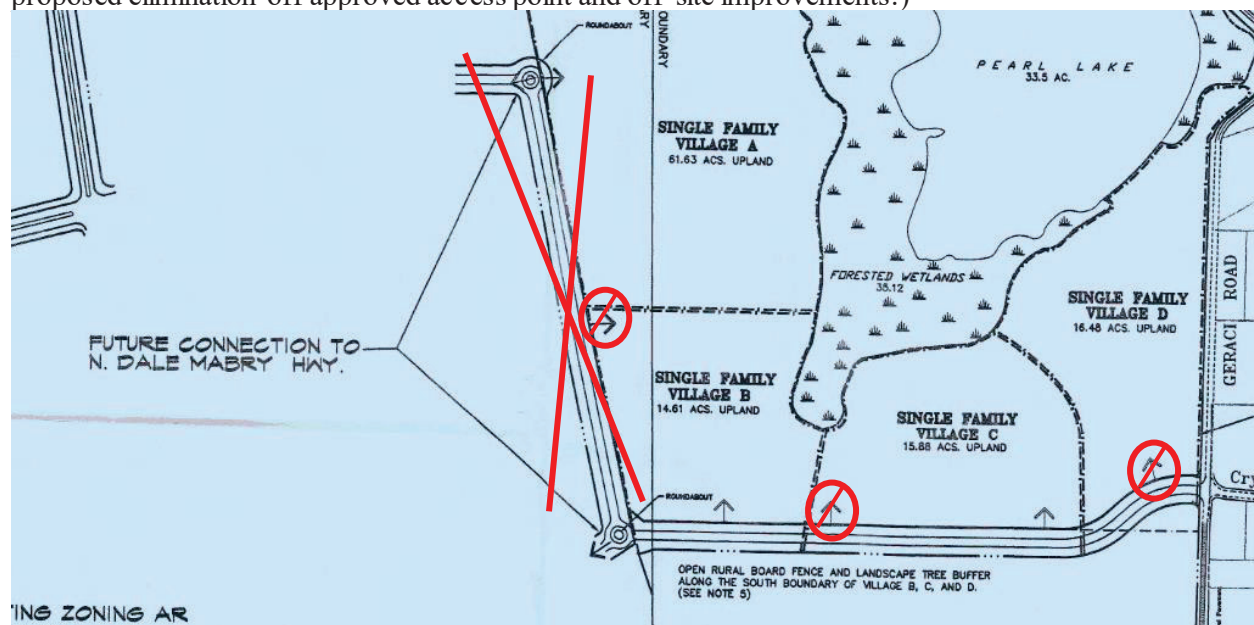 proposed elimination off approved access point and off-site improvements.)
ROUNDABOUT
RY
OUNDARY
PEARL LAKE
33.5 AC.
SINGLE FAMILY
VILLAGE A
61.63 ACS. UPLAND
FORESTED WETLANDS
35.12
SINGLE FAMILY
VILLAGE D
16.48 ACS. UPLAND
GERACI ROAD
FUTURE CONNECTION TO
N. DALE MABRY HWY.
SINGLE FAMILY
VILLAGE B
14.61 ACS. UPLAND
SINGLE FAMILY
VILLAGE C
15.88 ACS. UPLAND
Cry
ROUNDABOUT
OPEN RURAL BOARD FENCE AND LANDSCAPE TREE BUFFER
ALONG THE SOUTH BOUNDARY OF VILLAGE B, C, AND D.
(SEE NOTE 5)
TING ZONING AR